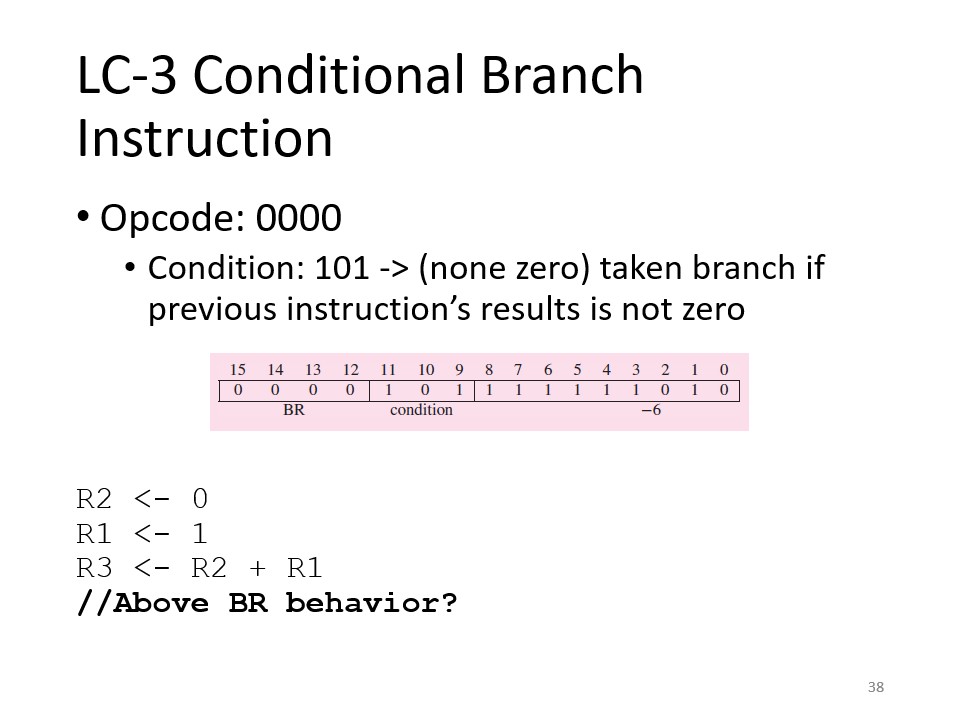 LC-3 Conditional Branch
Instruction
• Opcode: 0000
• Condition: 101 -> (none zero) taken branch if
previous instruction’s results is not zero
15 14 13 12 11 10 9 8 7 6 5 4 3 2 1 0
0 0 0 0 1 0 1 1 1 1 1 1 1 0 1 0
BR condition −6
R2 <- 0
R1 <- 1
R3 <- R2 + R1
//Above BR behavior?
38